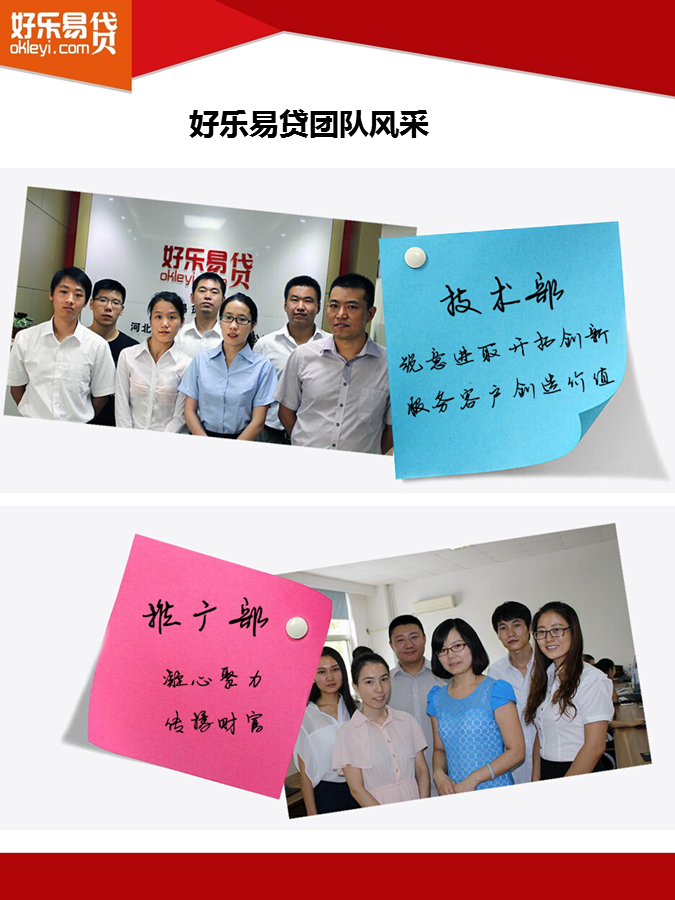 好乐易贷
okleyi.com
好乐易贷团队风采
好乐易贷
okleyi
河北
技术部
锐意进取开拓创新
服务客户创造价值
推广部
凝心聚力
传播财富